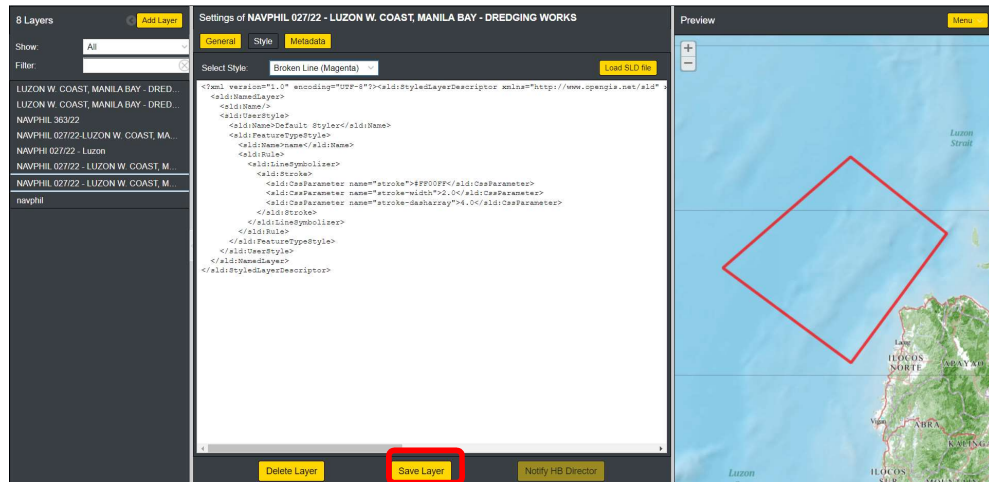 8 Layers
Add Layer
Show:
All
Filter:
LUZON W. COAST, MANILA BAY - DRED...
LUZON W. COAST, MANILA BAY - DRED...
NAVPHIL 363/22
NAVPHIL 027/22-LUZON W. COAST, MA...
NAVPHI 027/22 - Luzon
NAVPHIL 027/22 - LUZON W. COAST, M...
NAVPHIL 027/22 - LUZON W. COAST, M...
navphil
Settings of NAVPHIL 027/22 - LUZON W. COAST, MANILA BAY - DREDGING WORKS
General
Style
Metadata
Select Style:
Broken Line (Magenta)
Load SLD file
<?xml version="1.0" encoding="UTF-8"?><sld:StyledLayerDescriptor xmlns="http://www.opengis.net/sld"
<sld:NamedLayer>
<sld:Name/>
<sld:UserStyle>
<sld:Name>Default Styler</sld:Name>
<sld:FeatureTypeStyle>
<sld:Name>name</sld:Name>
<sld:Rule>
<sld:LineSymbolizer>
<sld:Stroke>
<sld:CssParameter name="stroke">#FF00FF</sld:CssParameter>
<sld:CssParameter name="stroke-width">2.0</sld:CssParameter>
<sld:CssParameter name="stroke-dasharray">4.0</sld:CssParameter>
</sld:Stroke>
</sld:LineSymbolizer>
</sld:Rule>
</sld:FeatureTypeStyle>
</sld:UserStyle>
</sld:NamedLayer>
</sld:StyledLayerDescriptor>
Delete Layer
Save Layer
Notify HB Director
Preview
Menu
+
−
Luzon
Strait
Laoag
ILOCOS
NORTE
APAYAO
Vigan
ABRA
KALINGA
Luzon
ILOCOS
SUR